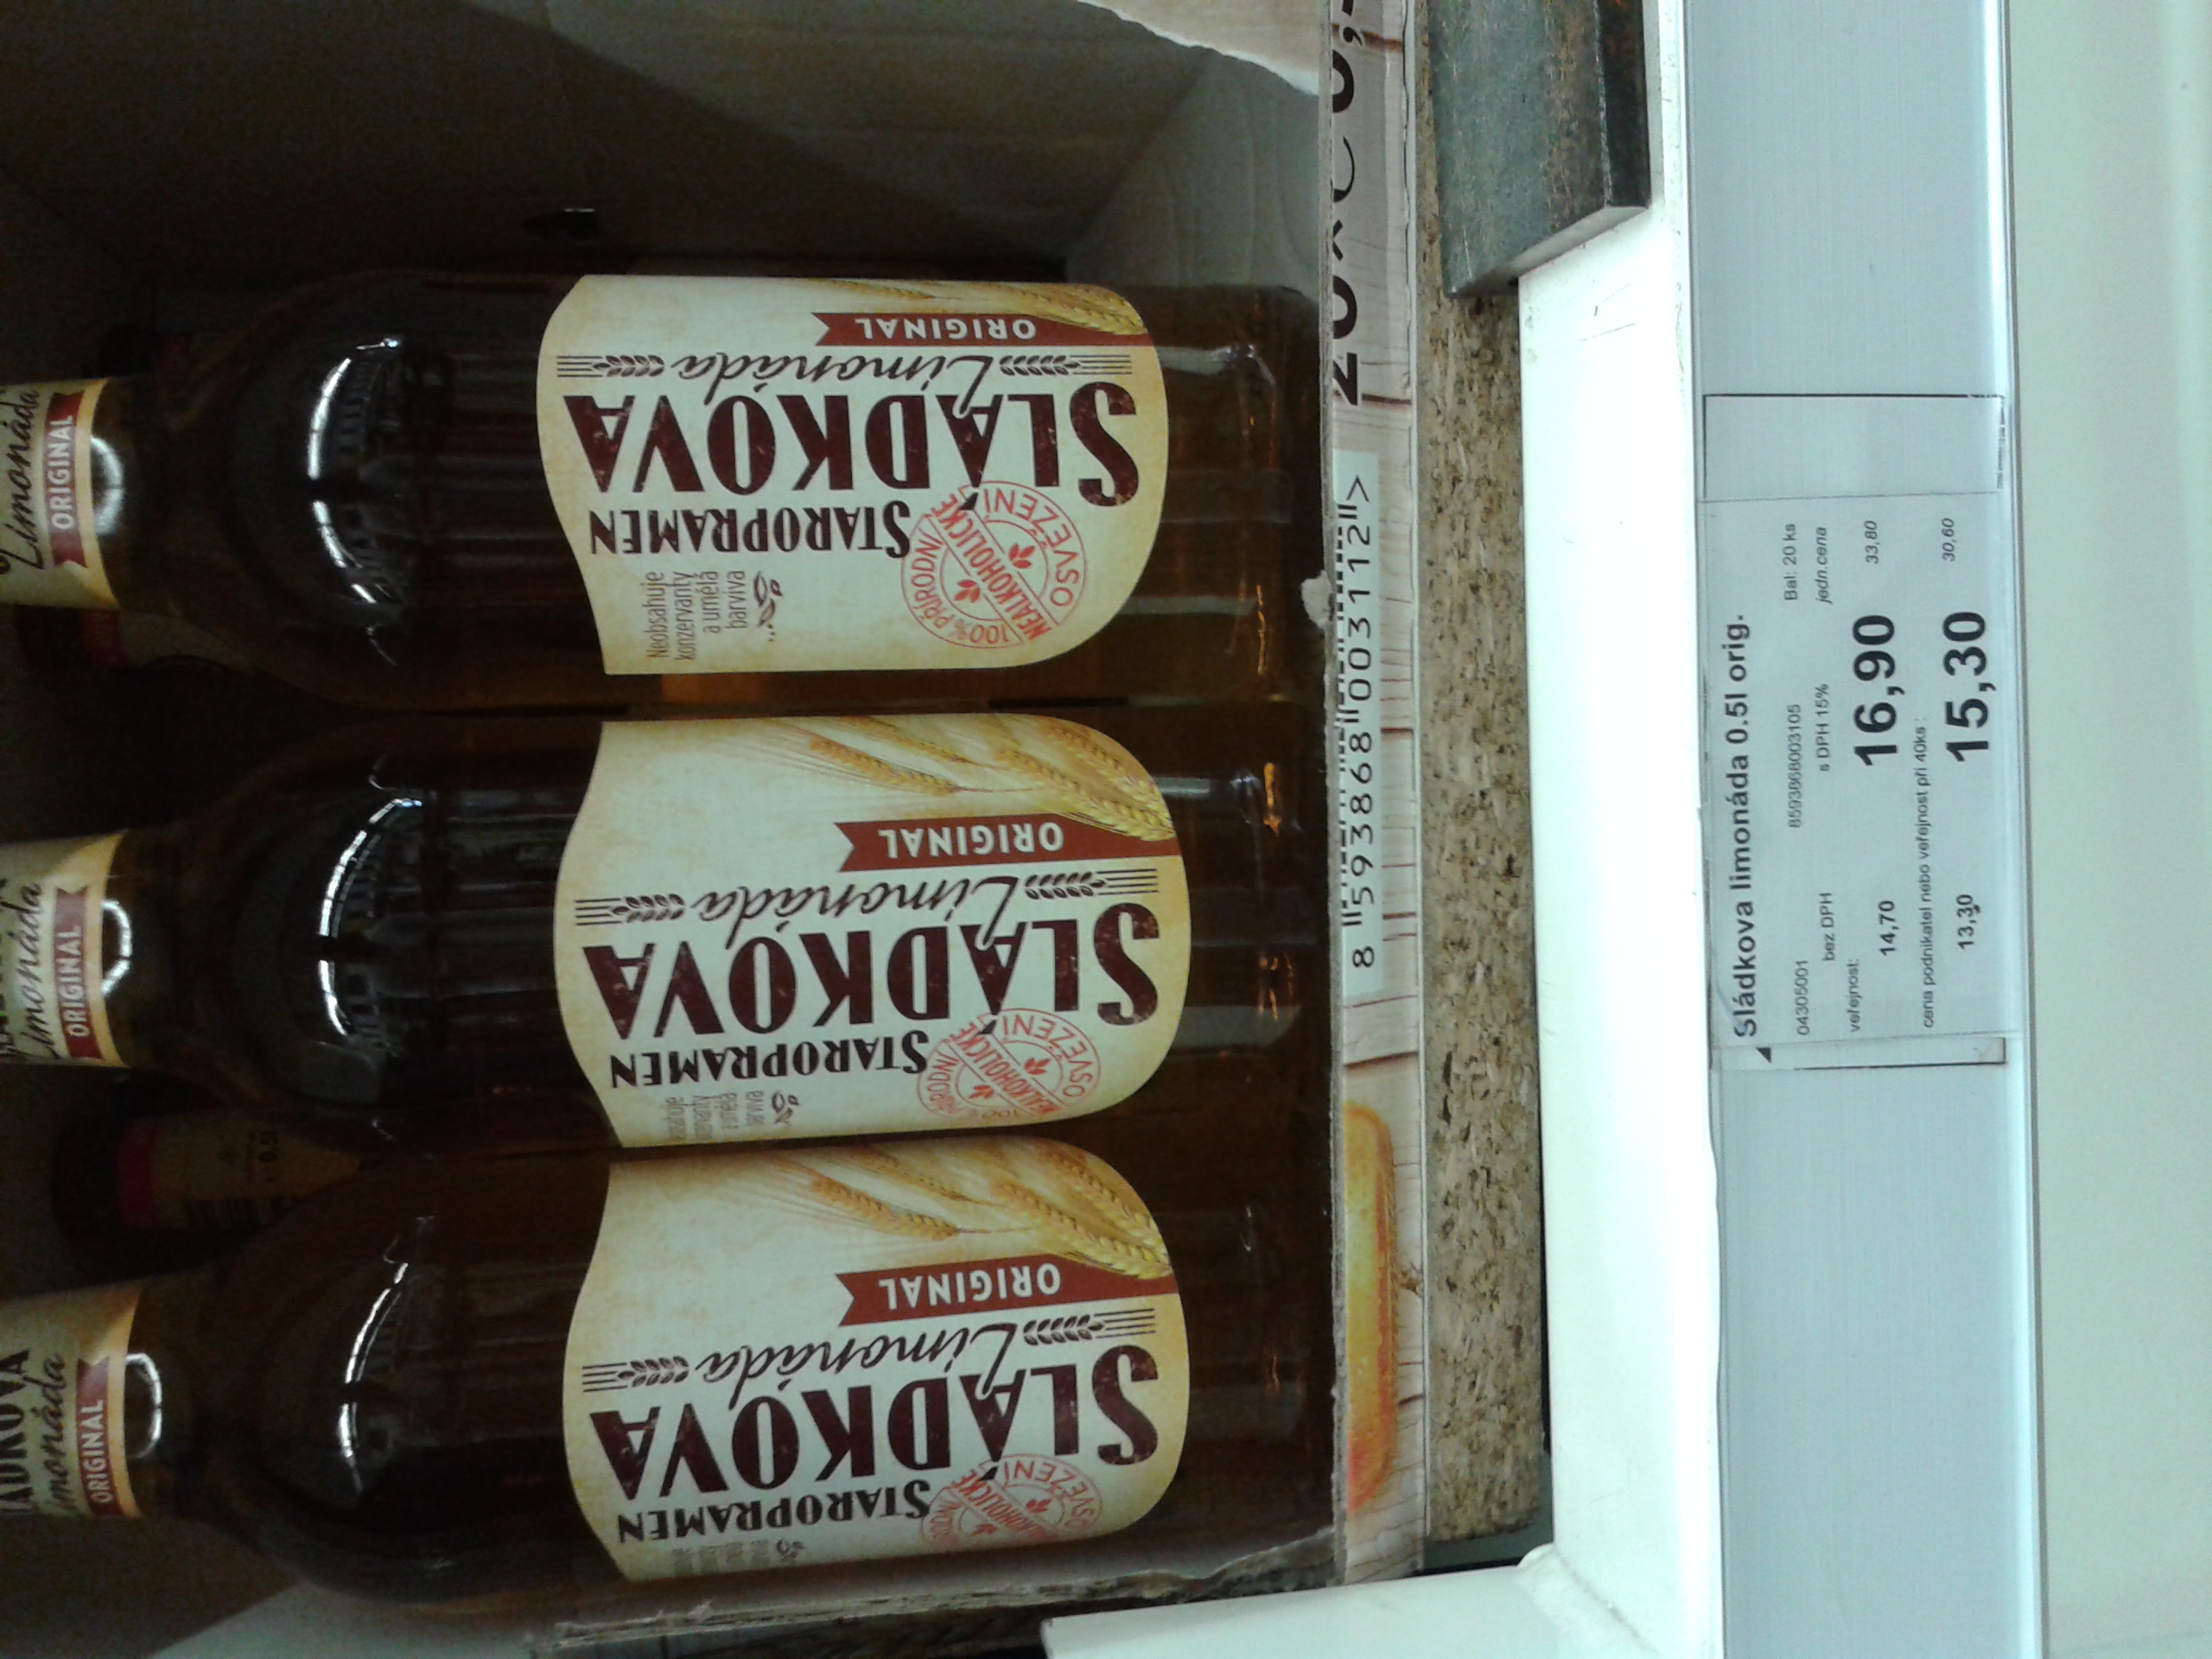 Limonáda
ORIGINAL
STAROPRAMEN
SLÁDKOVA
Limonáda
ORIGINAL
Neobsahuje
konzervanty
a umělá
barviva
100% PŘÍRODNÍ
NEALKOHOLICKÉ
OSVĚŽENÍ
Limonáda
ORIGINAL
STAROPRAMEN
SLÁDKOVA
Limonáda
ORIGINAL
NEALKOHOLICKÉ
OSVĚŽENÍ
ORIGINAL
STAROPRAMEN
SLÁDKOVA
Limonáda
ORIGINAL
8 593868 003112 >
Sládkova limonáda 0.5l orig.
04305001 8593868003105 Bal: 20 ks
bez DPH s DPH 15% jedn.cena
veřejnost:
14,70 16,90 33,80
cena podnikatel nebo veřejnost při 40ks :
13,30 15,30 30,60